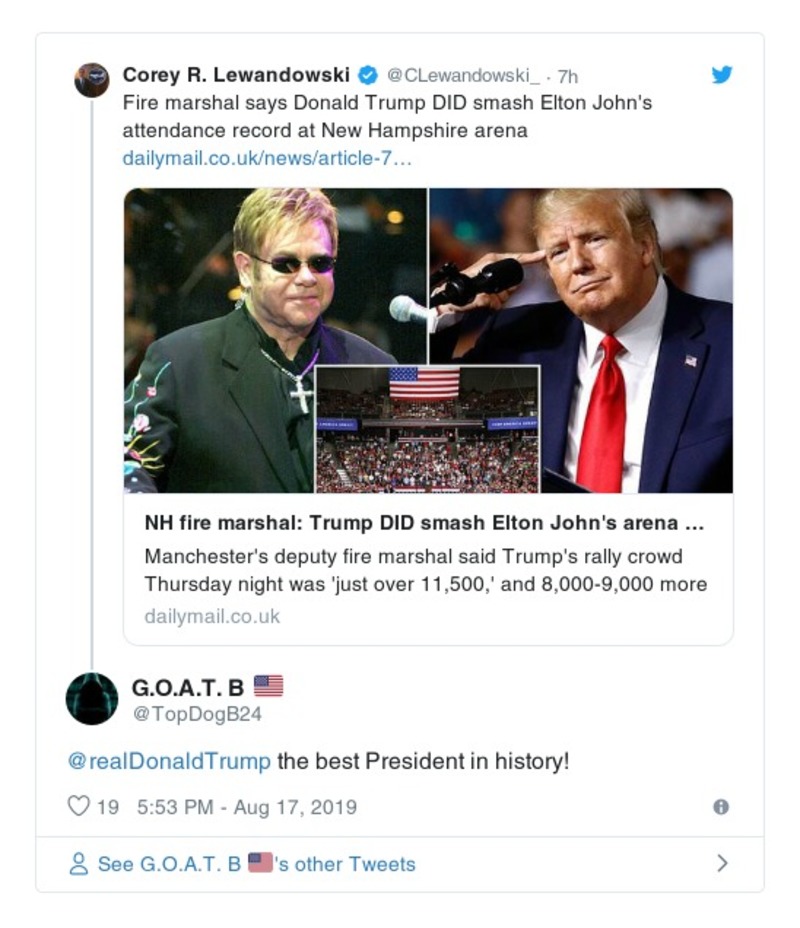 Corey R. Lewandowski @CLewandowski_ · 7h
Fire marshal says Donald Trump DID smash Elton John's
attendance record at New Hampshire arena
dailymail.co.uk/news/article-7…
NH fire marshal: Trump DID smash Elton John's arena ...
Manchester's deputy fire marshal said Trump's rally crowd
Thursday night was 'just over 11,500,' and 8,000-9,000 more
dailymail.co.uk
G.O.A.T. B 🇺🇸
@TopDogB24
@realDonaldTrump the best President in history!
19 5:53 PM - Aug 17, 2019
See G.O.A.T. B 🇺🇸's other Tweets